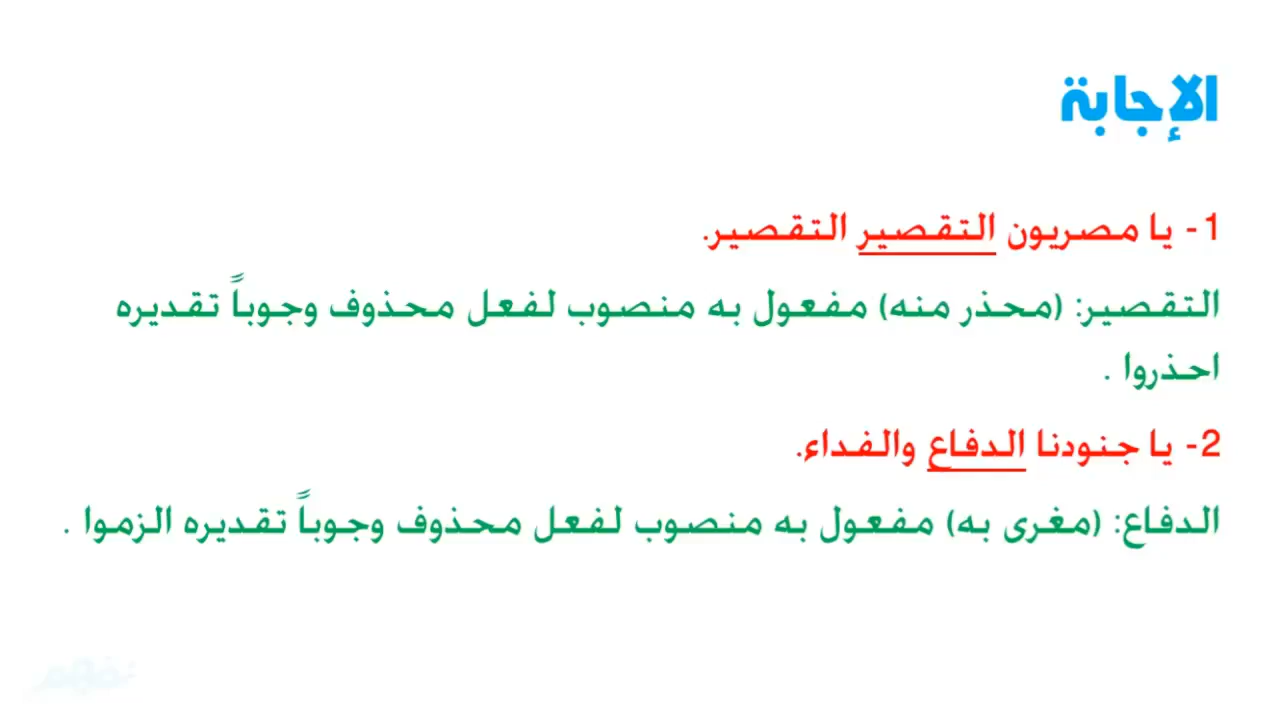 الإجابة
1- يا مصريون التقصير التقصير.
التقصير: (محذر منه) مفعول به منصوب لفعل محذوف وجوباً تقديره
احذروا .
2- يا جنودنا الدفاع والفداء.
الدفاع: (مغرى به) مفعول به منصوب لفعل محذوف وجوباً تقديره الزموا .
نفهم